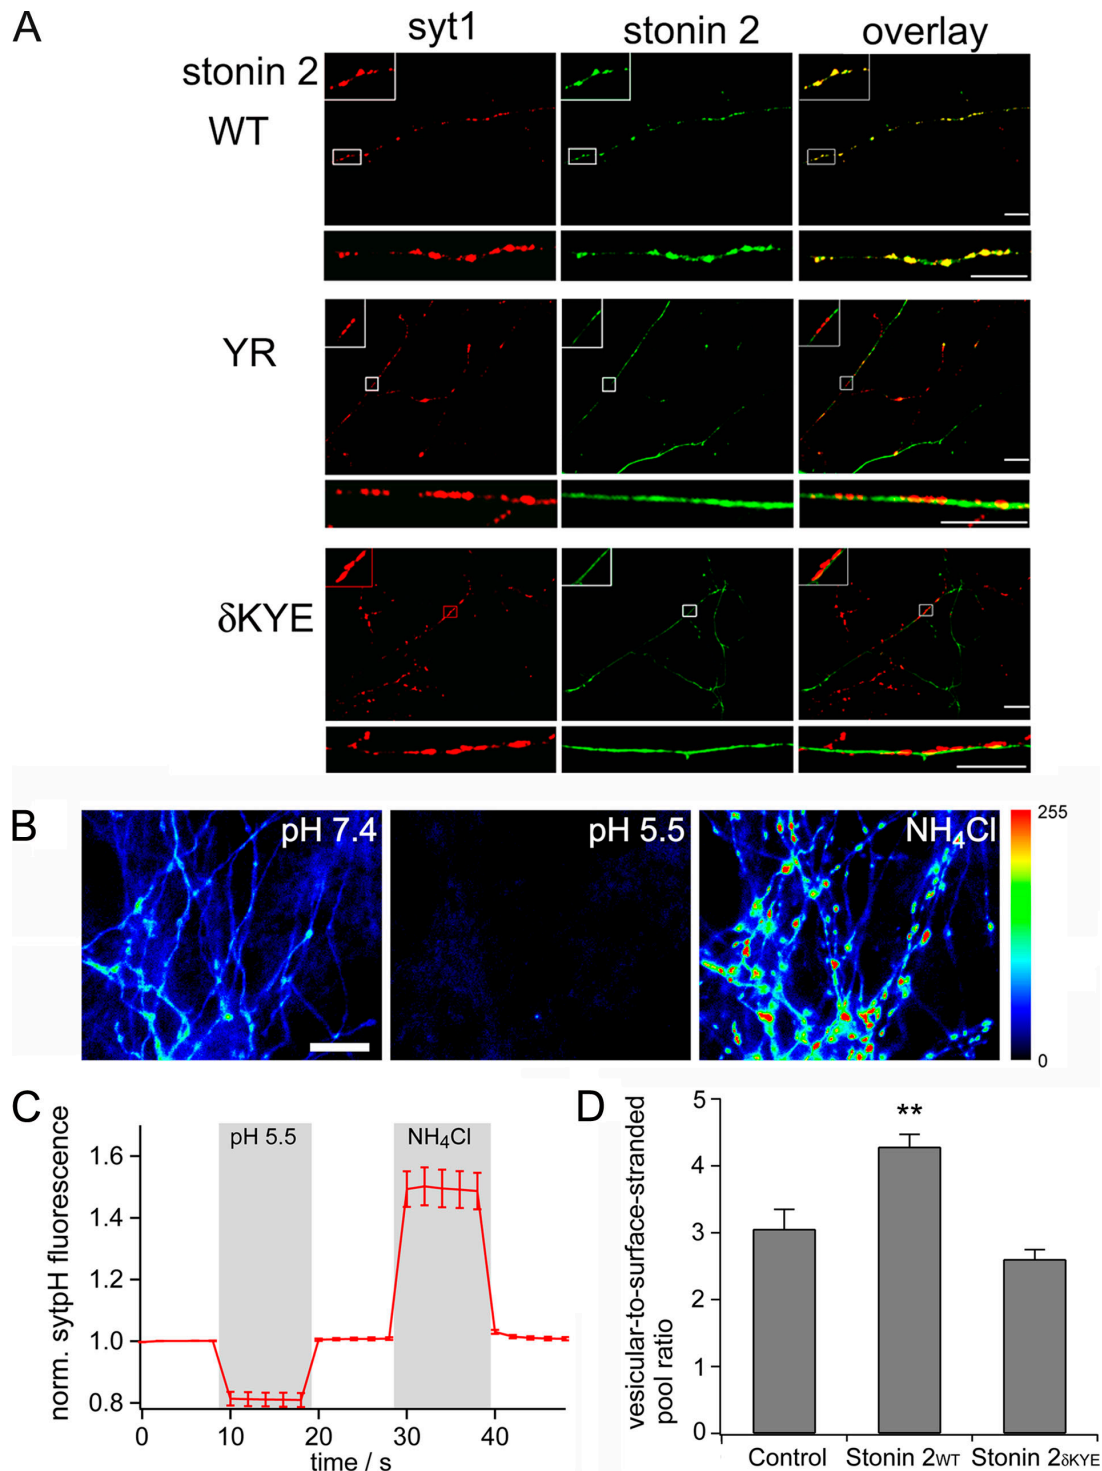 A
syt1
stonin 2
overlay
stonin 2
WT
YR
δKYE
B
pH 7.4
pH 5.5
NH₄Cl
255
0
C
norm. sytpH fluorescence
1.6
1.4
1.2
1.0
0.8
pH 5.5
NH₄Cl
0
10
20
30
40
time / s
D
vesicular-to-surface-stranded
pool ratio
5
4
3
2
1
0
**
Control
Stonin 2WT
Stonin 2δKYE